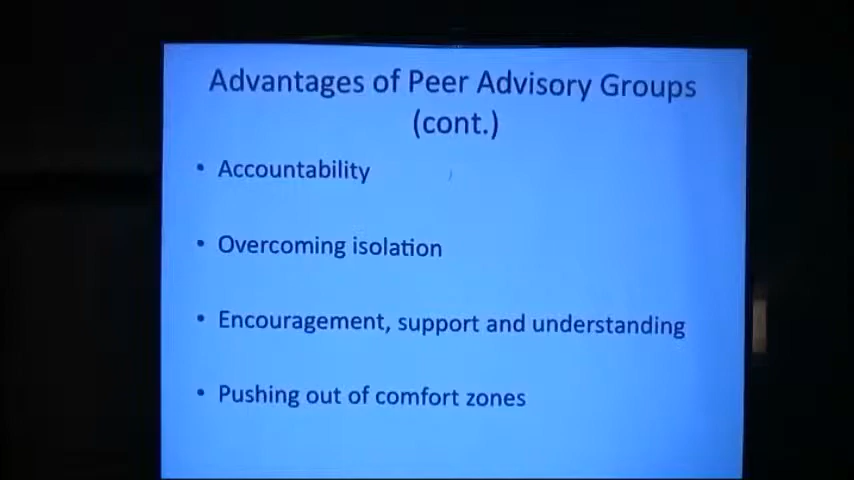 Advantages of Peer Advisory Groups
(cont.)
• Accountability
• Overcoming isolation
• Encouragement, support and understanding
• Pushing out of comfort zones